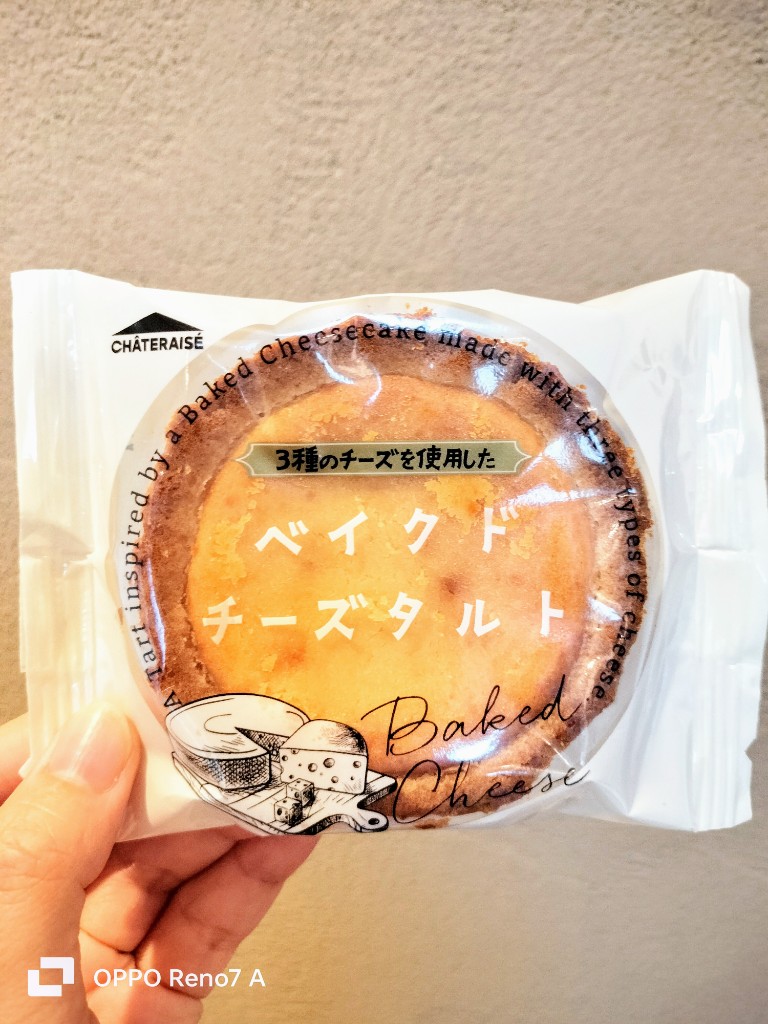 CHÂTERAISÉ
A Tart inspired by a Baked Cheesecake made with three types of cheese.
3種のチーズを使用した
ベイクド
チーズタルト
Baked
Cheese
OPPO Reno7 A